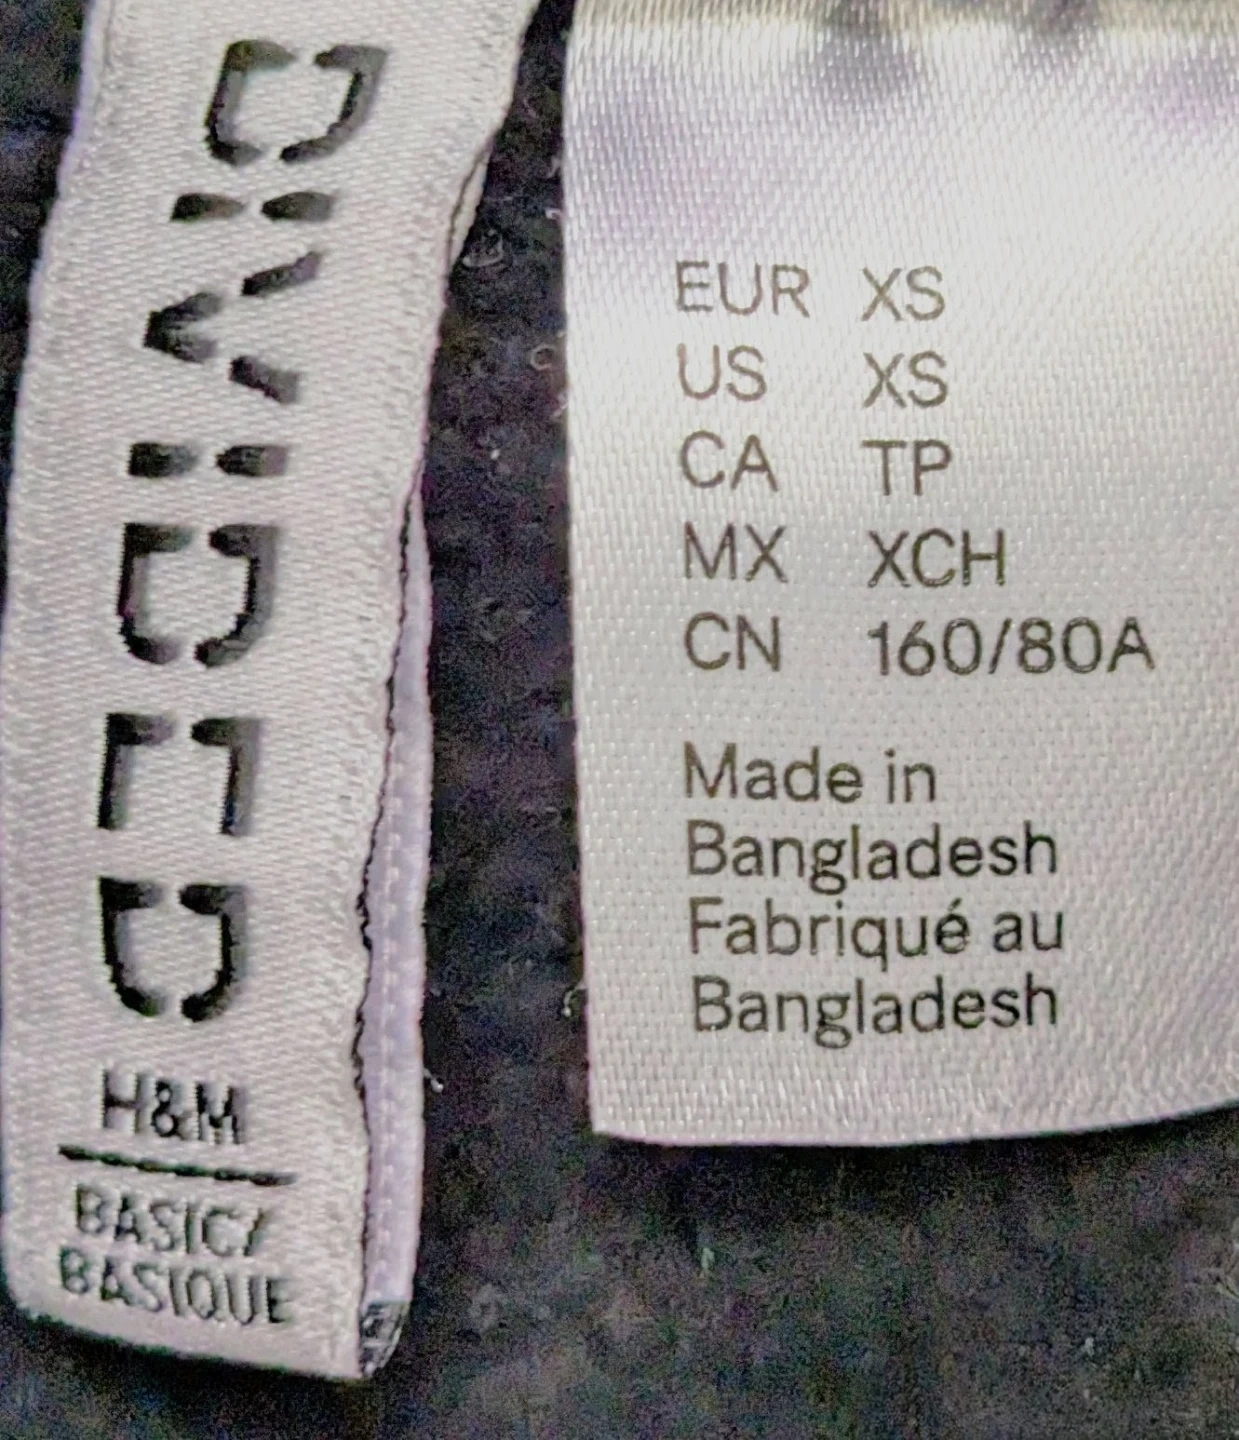 DIVIDED
H&M
BASIC/
BASIQUE
EUR XS
US XS
CA TP
MX XCH
CN 160/80A
Made in
Bangladesh
Fabriqué au
Bangladesh